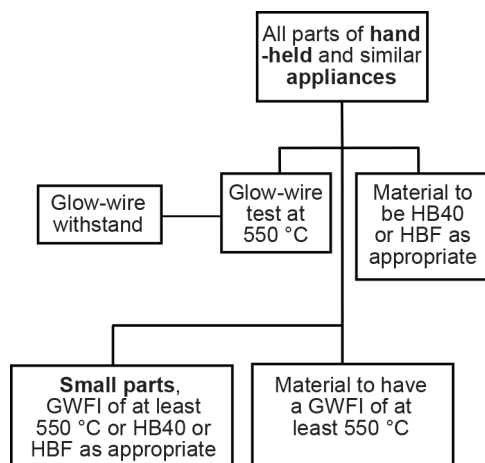 All parts of hand
-held and similar
appliances
Glow-wire
withstand
Glow-wire
test at
550 °C
Material to
be HB40
or HBF as
appropriate
Small parts,
GWFI of at least
550 °C or HB40 or
HBF as appropriate
Material to have
a GWFI of at
least 550 °C